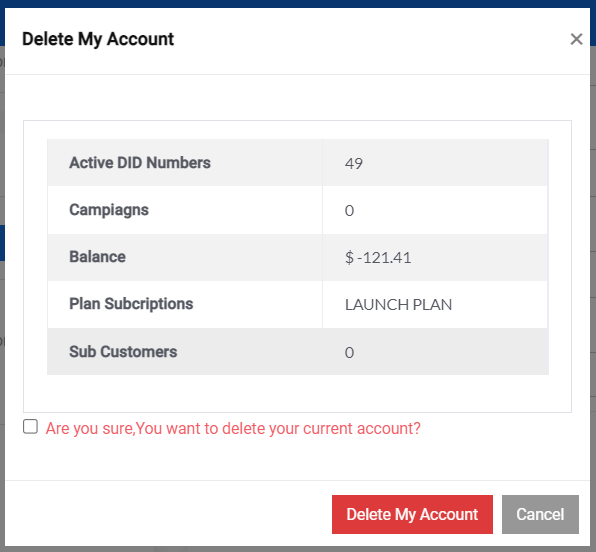 Delete My Account ×
Active DID Numbers 49
Campiagns 0
Balance $ -121.41
Plan Subcriptions LAUNCH PLAN
Sub Customers 0
Are you sure,You want to delete your current account?
Delete My Account Cancel